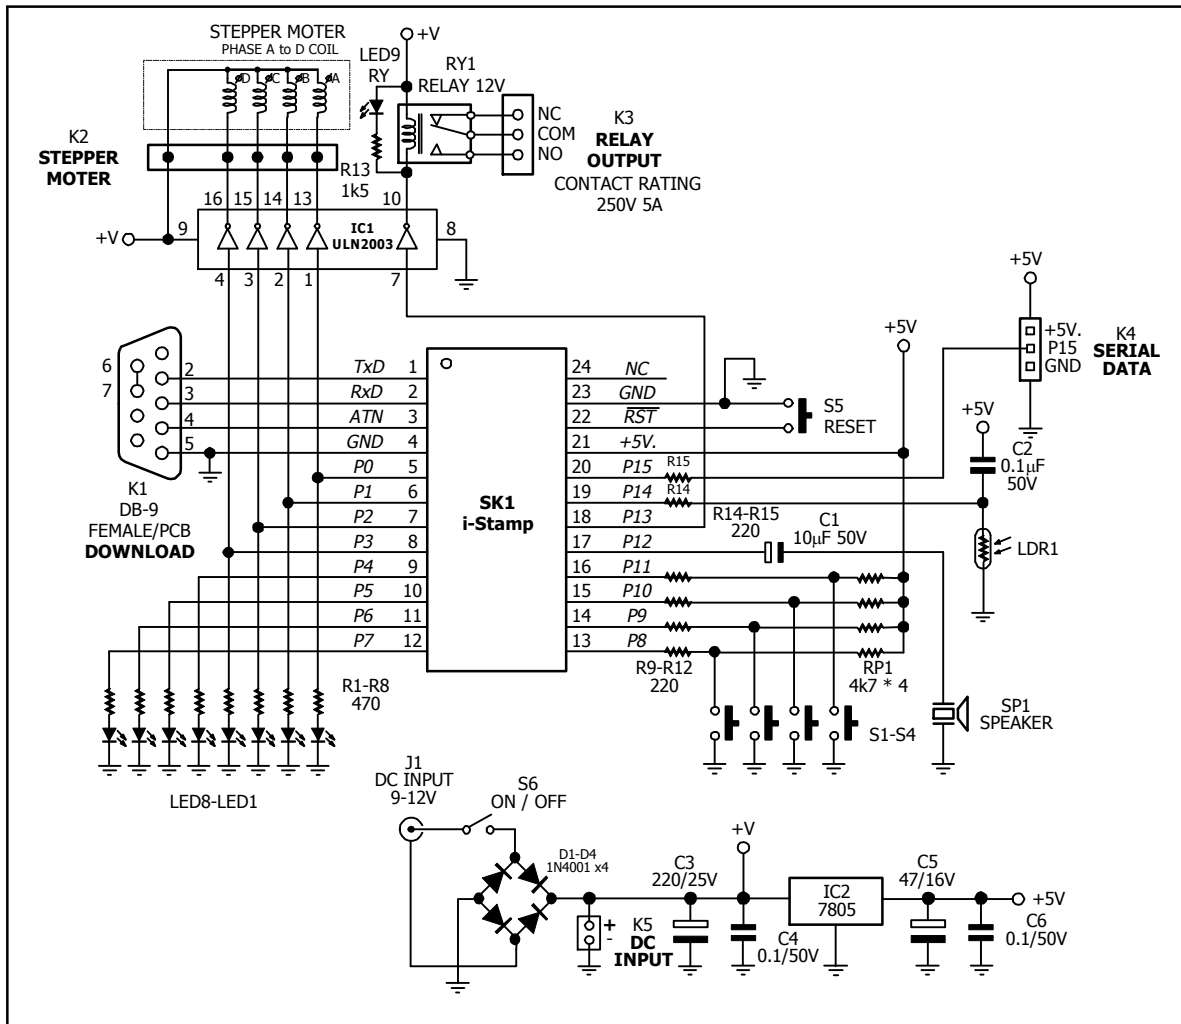 STEPPER MOTER
PHASE A to D COIL
D
C
B
A
K2
STEPPER
MOTER
+V
LED9
RY
RY1
RELAY 12V
NC
COM
NO
K3
RELAY
OUTPUT
CONTACT RATING
250V 5A
R13
1k5
16 15 14 13 10
+V
9
IC1
ULN2003
8
4 3 2 1 7
K1
DB-9
FEMALE/PCB
DOWNLOAD
6
7
2
3
4
5
TxD 1
RxD 2
ATN 3
GND 4
P0 5
P1 6
P2 7
P3 8
P4 9
P5 10
P6 11
P7 12
SK1
i-Stamp
24 NC
23 GND
22 RST
21 +5V.
20 P15
19 P14
18 P13
17 P12
16 P11
15 P10
14 P9
13 P8
R15
R14
R14-R15
220
C1
10µF 50V
S5
RESET
+5V
+5V
+5V.
P15
GND
K4
SERIAL
DATA
+5V
C2
0.1µF
50V
LDR1
R9-R12
220
RP1
4k7 * 4
S1-S4
SP1
SPEAKER
R1-R8
470
LED8-LED1
J1
DC INPUT
9-12V
S6
ON / OFF
D1-D4
1N4001 x4
+
-
K5
DC
INPUT
C3
220/25V
+V
C4
0.1/50V
IC2
7805
C5
47/16V
+5V
C6
0.1/50V